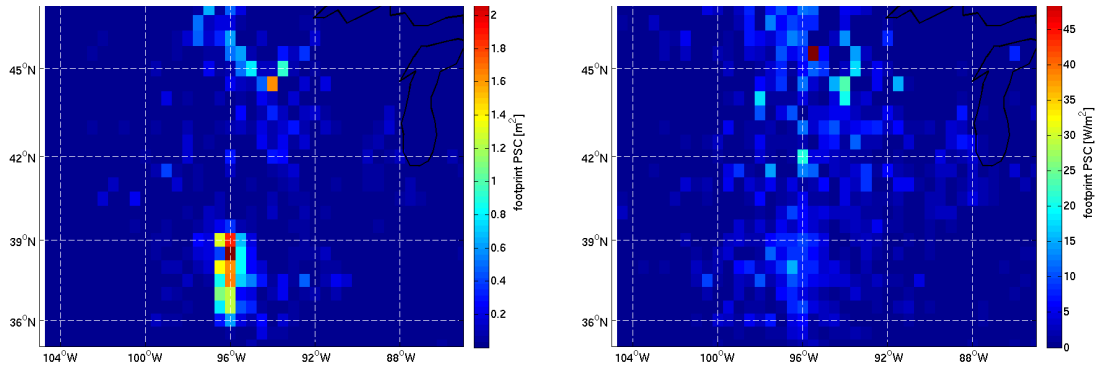 45°N
42°N
39°N
36°N
104°W 100°W 96°W 92°W 88°W
2
1.8
1.6
1.4
1.2
1
0.8
0.6
0.4
0.2
footprint PSC [m²]
45°N
42°N
39°N
36°N
104°W 100°W 96°W 92°W 88°W
45
40
35
30
25
20
15
10
5
0
footprint PSC [W/m²]